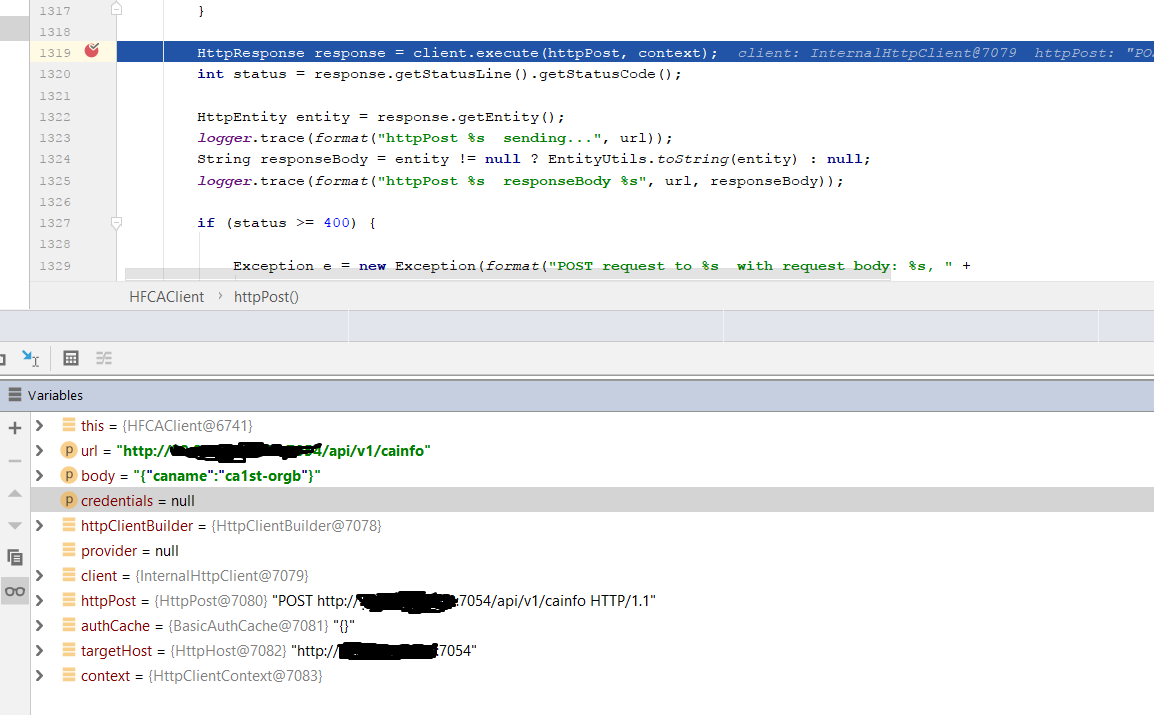 1317 }
1318
1319 HttpResponse response = client.execute(httpPost, context); client: InternalHttpClient@7079 httpPost: "PO
1320 int status = response.getStatusLine().getStatusCode();
1321
1322 HttpEntity entity = response.getEntity();
1323 logger.trace(format("httpPost %s  sending...", url));
1324 String responseBody = entity != null ? EntityUtils.toString(entity) : null;
1325 logger.trace(format("httpPost %s  responseBody %s", url, responseBody));
1326
1327 if (status >= 400) {
1328
1329 Exception e = new Exception(format("POST request to %s  with request body: %s, " +
HFCAClient › httpPost()
Variables
this = {HFCAClient@6741}
p url = "http:// 4/api/v1/cainfo"
p body = "{"caname":"ca1st-orgb"}"
p credentials = null
httpClientBuilder = {HttpClientBuilder@7078}
provider = null
client = {InternalHttpClient@7079}
httpPost = {HttpPost@7080} "POST http:// :7054/api/v1/cainfo HTTP/1.1"
authCache = {BasicAuthCache@7081} "{}"
targetHost = {HttpHost@7082} "http:// :7054"
context = {HttpClientContext@7083}